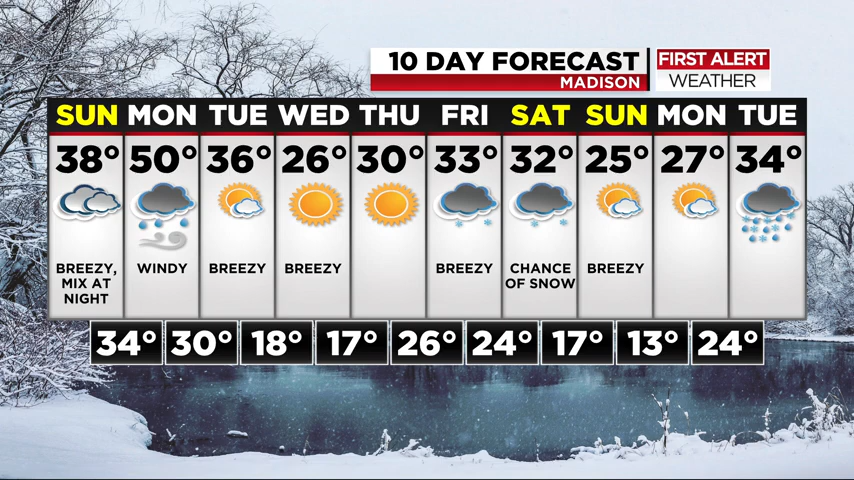 10 DAY FORECAST
MADISON
FIRST ALERT
WEATHER
SUN MON TUE WED THU FRI SAT SUN MON TUE
38° 50° 36° 26° 30° 33° 32° 25° 27° 34°
BREEZY,
MIX AT
NIGHT
WINDY
BREEZY
BREEZY
BREEZY
CHANCE
OF SNOW
BREEZY
34° 30° 18° 17° 26° 24° 17° 13° 24°